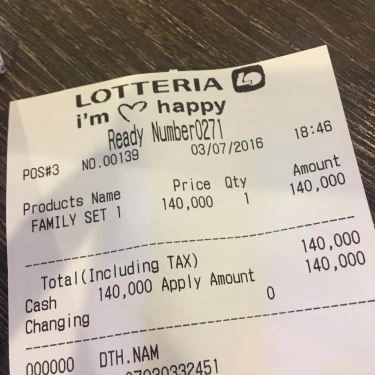 LOTTERIA
i'm ♡ happy
Ready Number0271
POS#3 NO.00139 03/07/2016 18:46
Products Name Price Qty Amount
FAMILY SET 1 140,000 1 140,000
Total(Including TAX) 140,000
Cash 140,000 Apply Amount 140,000
Changing 0
000000 DTH.NAM